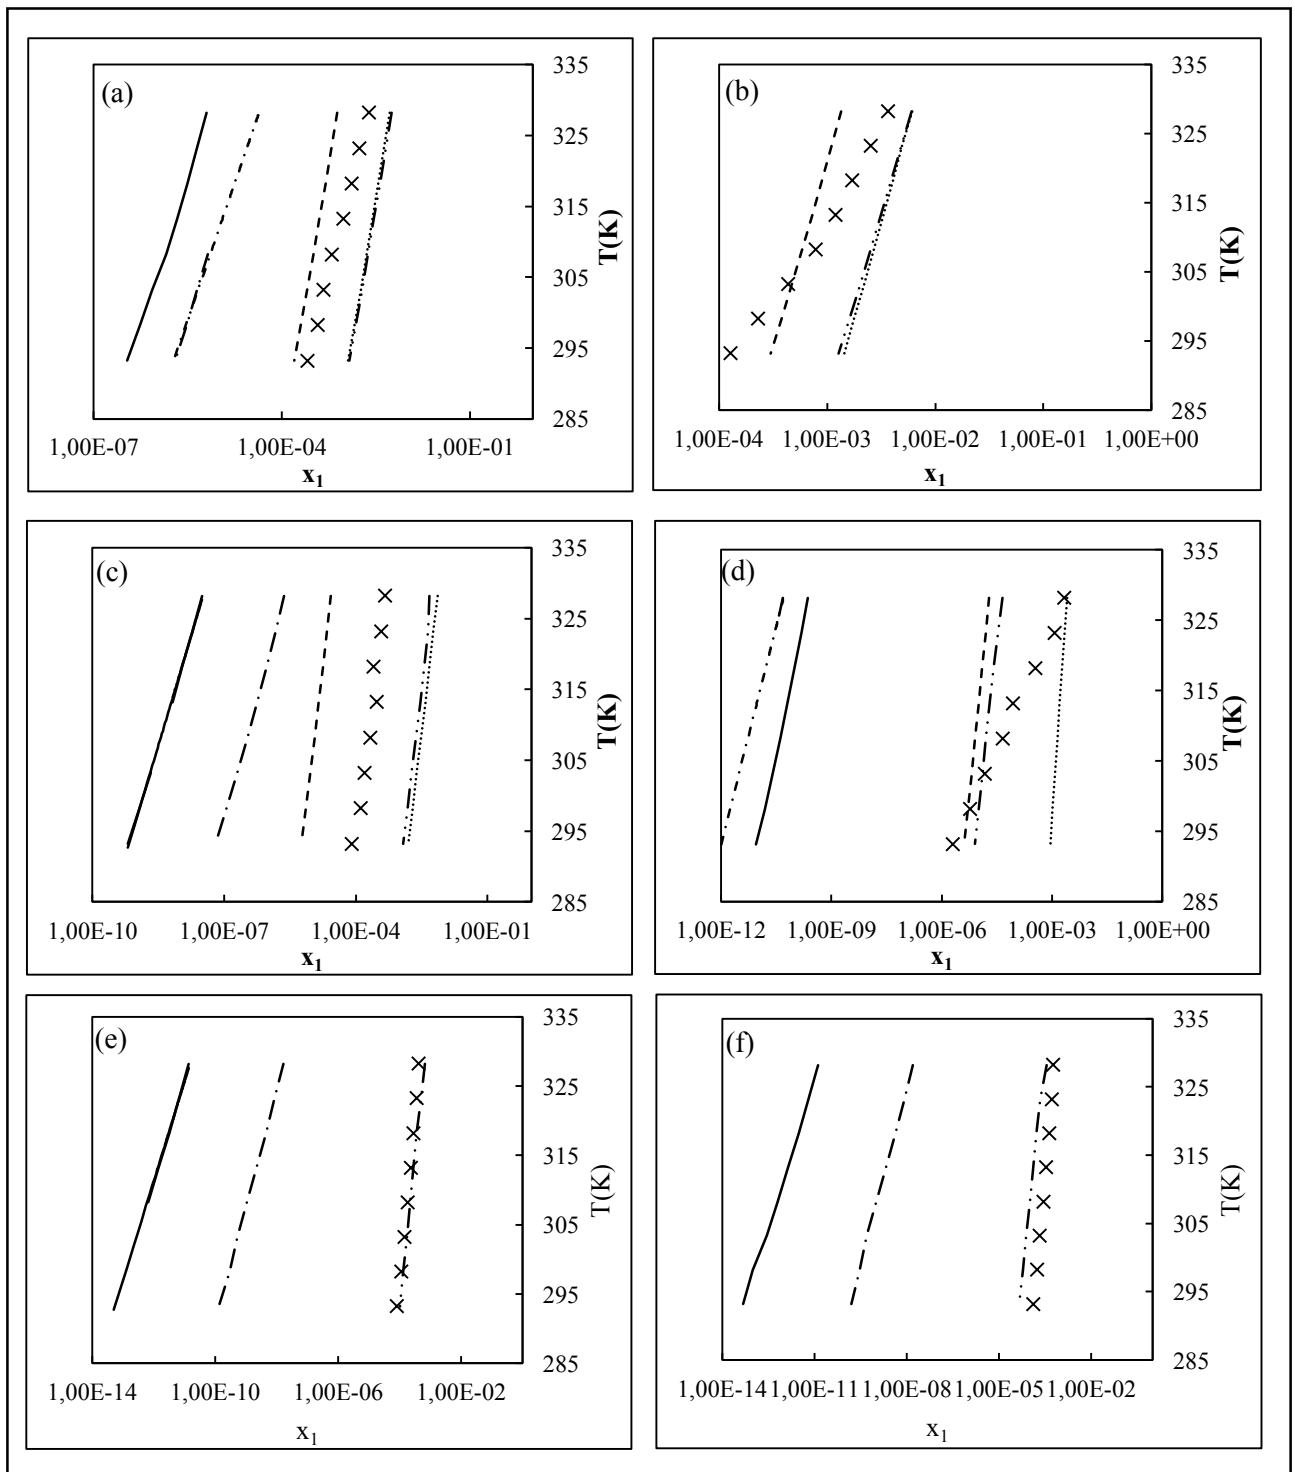 (a)
335
325
315
305
295
285
T(K)
1,00E-07 1,00E-04 1,00E-01
x1
(b)
335
325
315
305
295
285
T(K)
1,00E-04 1,00E-03 1,00E-02 1,00E-01 1,00E+00
x1
(c)
335
325
315
305
295
285
T(K)
1,00E-10 1,00E-07 1,00E-04 1,00E-01
x1
(d)
335
325
315
305
295
285
T(K)
1,00E-12 1,00E-09 1,00E-06 1,00E-03 1,00E+00
x1
(e)
335
325
315
305
295
285
T(K)
1,00E-14 1,00E-10 1,00E-06 1,00E-02
x1
(f)
335
325
315
305
295
285
T(K)
1,00E-14 1,00E-11 1,00E-08 1,00E-05 1,00E-02
x1